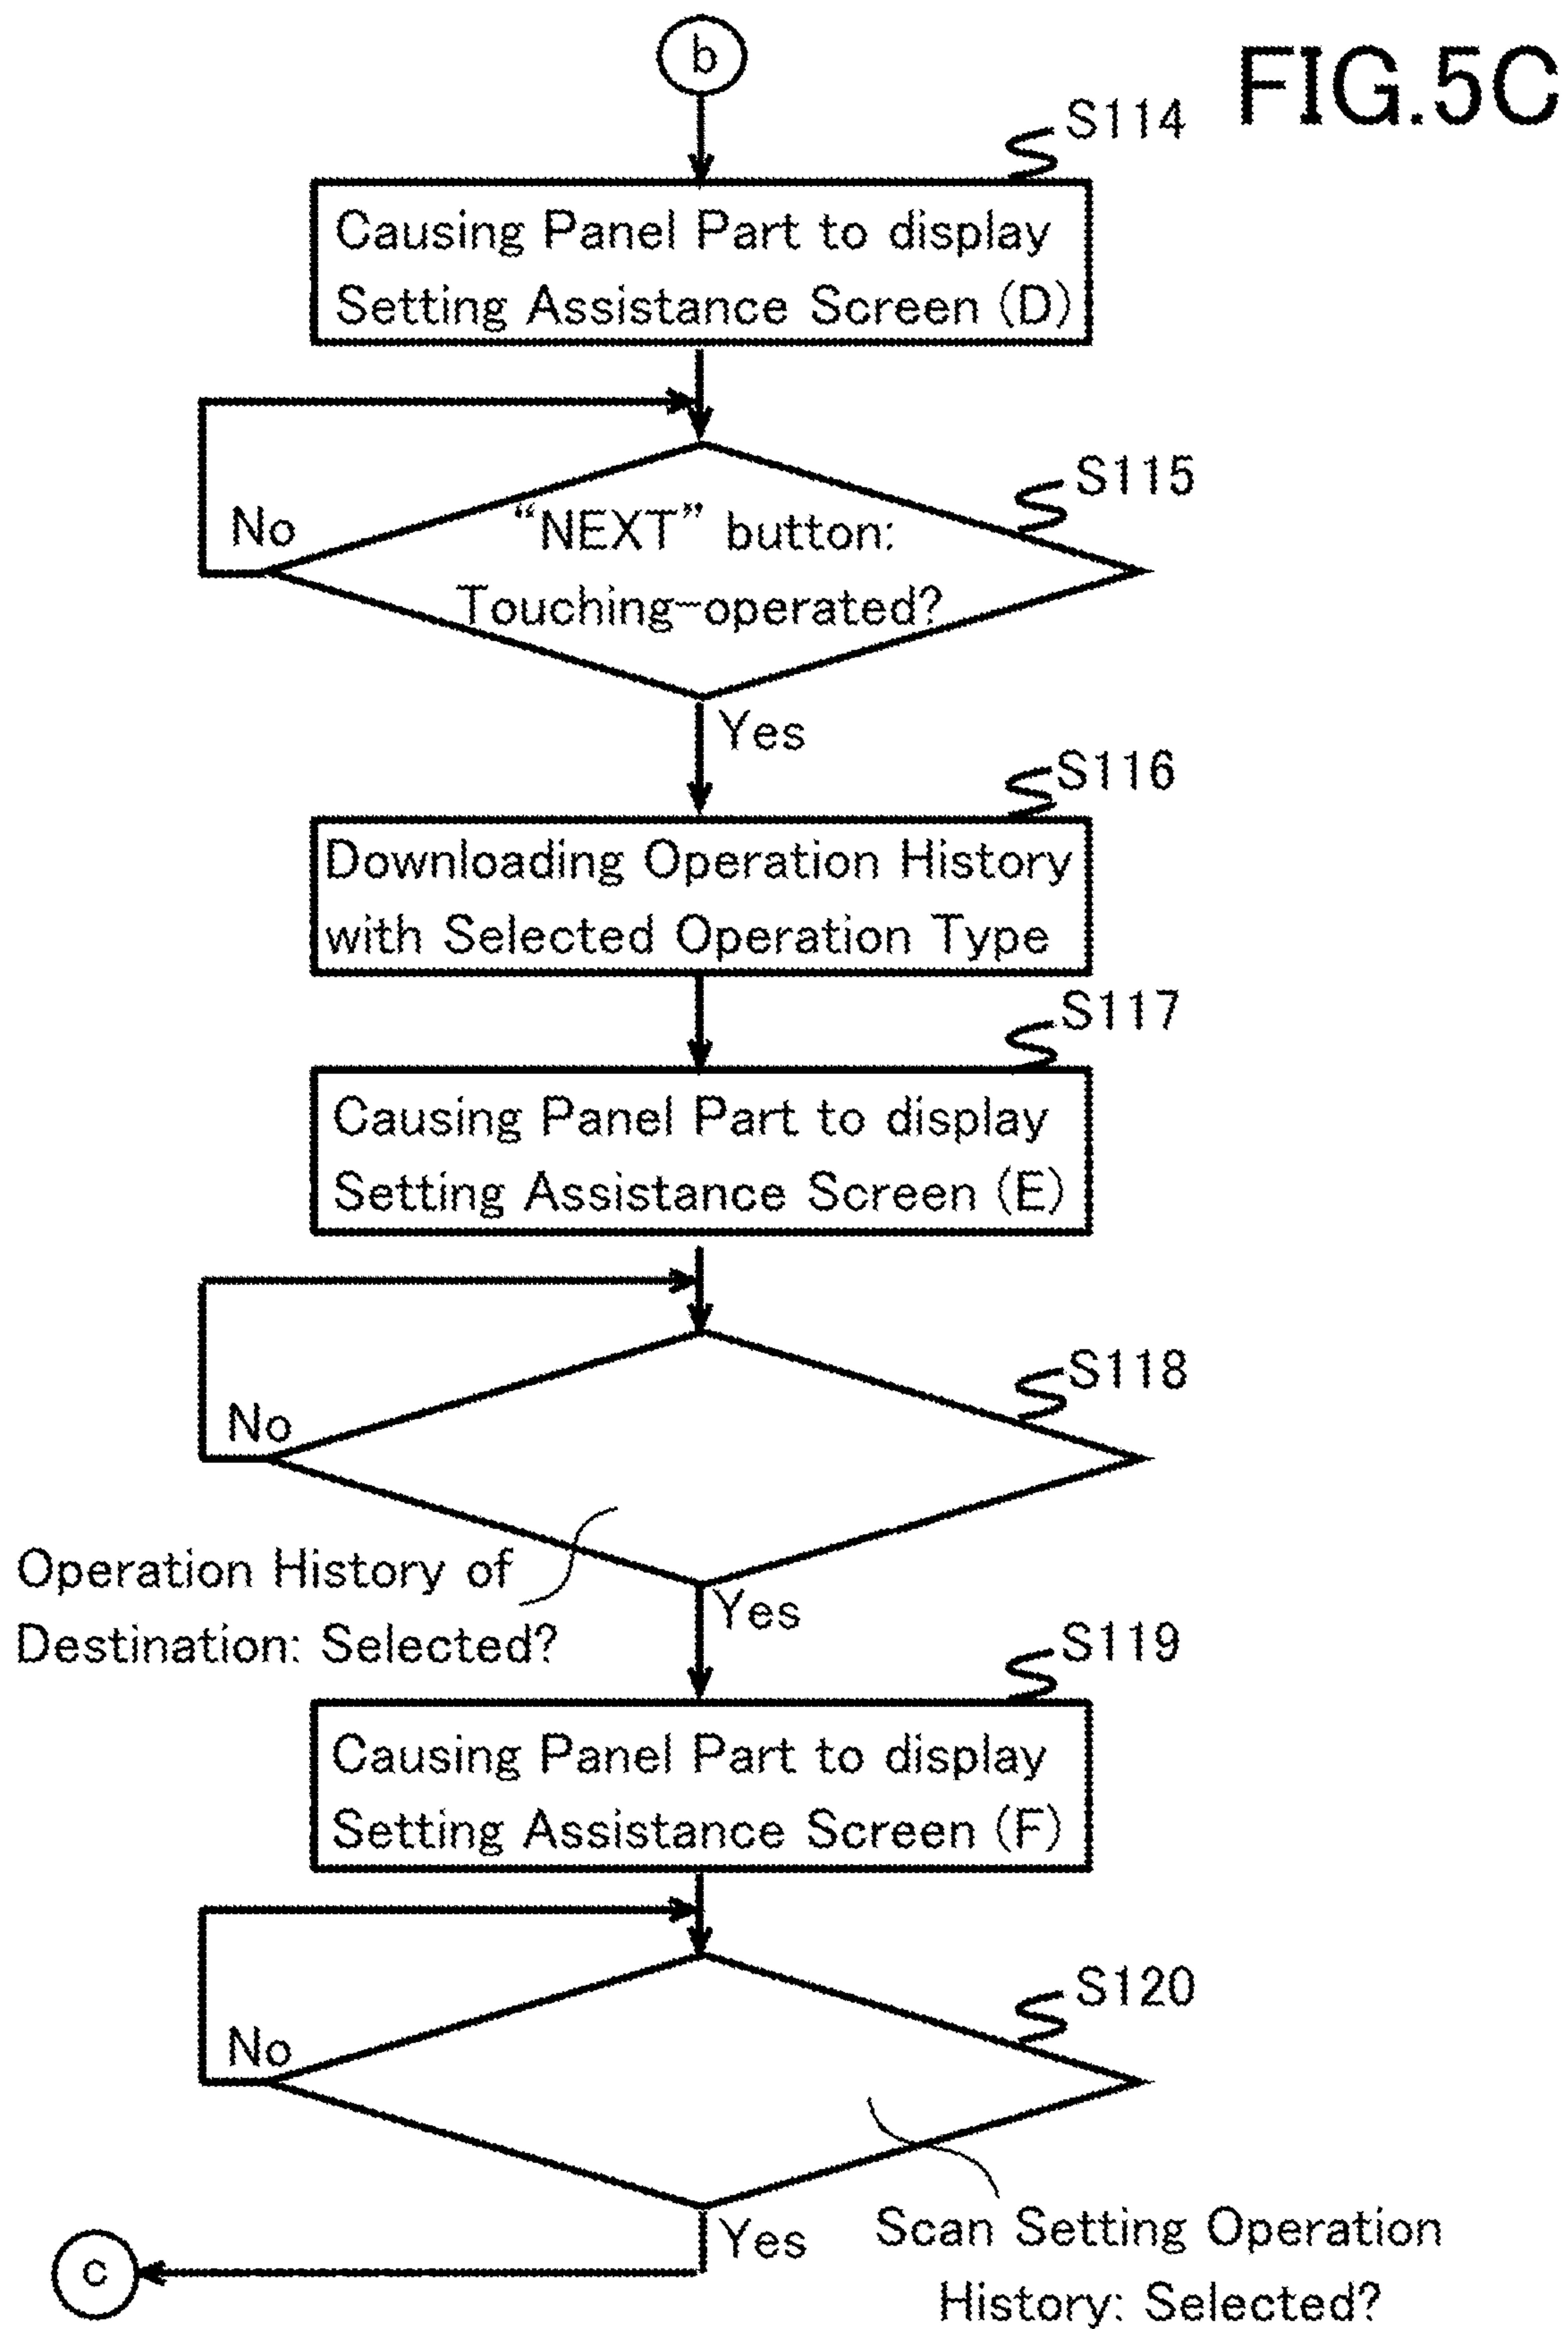 b
FIG.5C
S114
Causing Panel Part to display
Setting Assistance Screen (D)
S115
No
“NEXT” button:
Touching-operated?
Yes
S116
Downloading Operation History
with Selected Operation Type
S117
Causing Panel Part to display
Setting Assistance Screen (E)
S118
No
Operation History of
Destination: Selected?
Yes
S119
Causing Panel Part to display
Setting Assistance Screen (F)
S120
No
Yes
Scan Setting Operation
History: Selected?
c